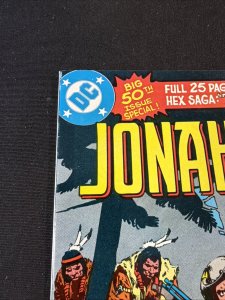 DC
BIG
50TH
ISSUE
SPECIAL!
FULL 25 PAG
HEX SAGA:
JONAH